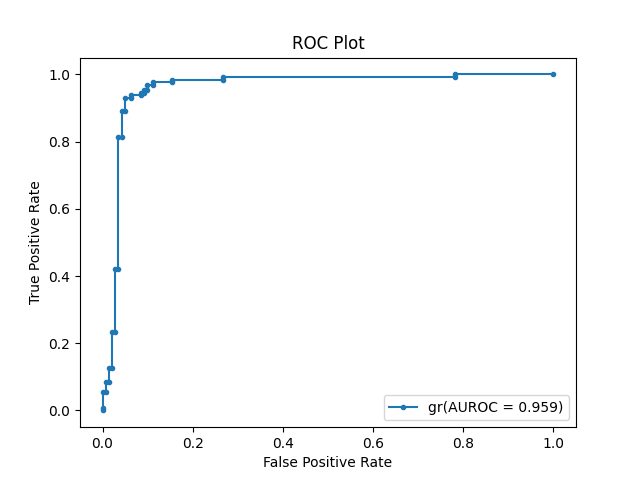 ROC Plot
1.0
0.8
0.6
0.4
0.2
0.0
True Positive Rate
gr(AUROC = 0.959)
0.0 0.2 0.4 0.6 0.8 1.0
False Positive Rate